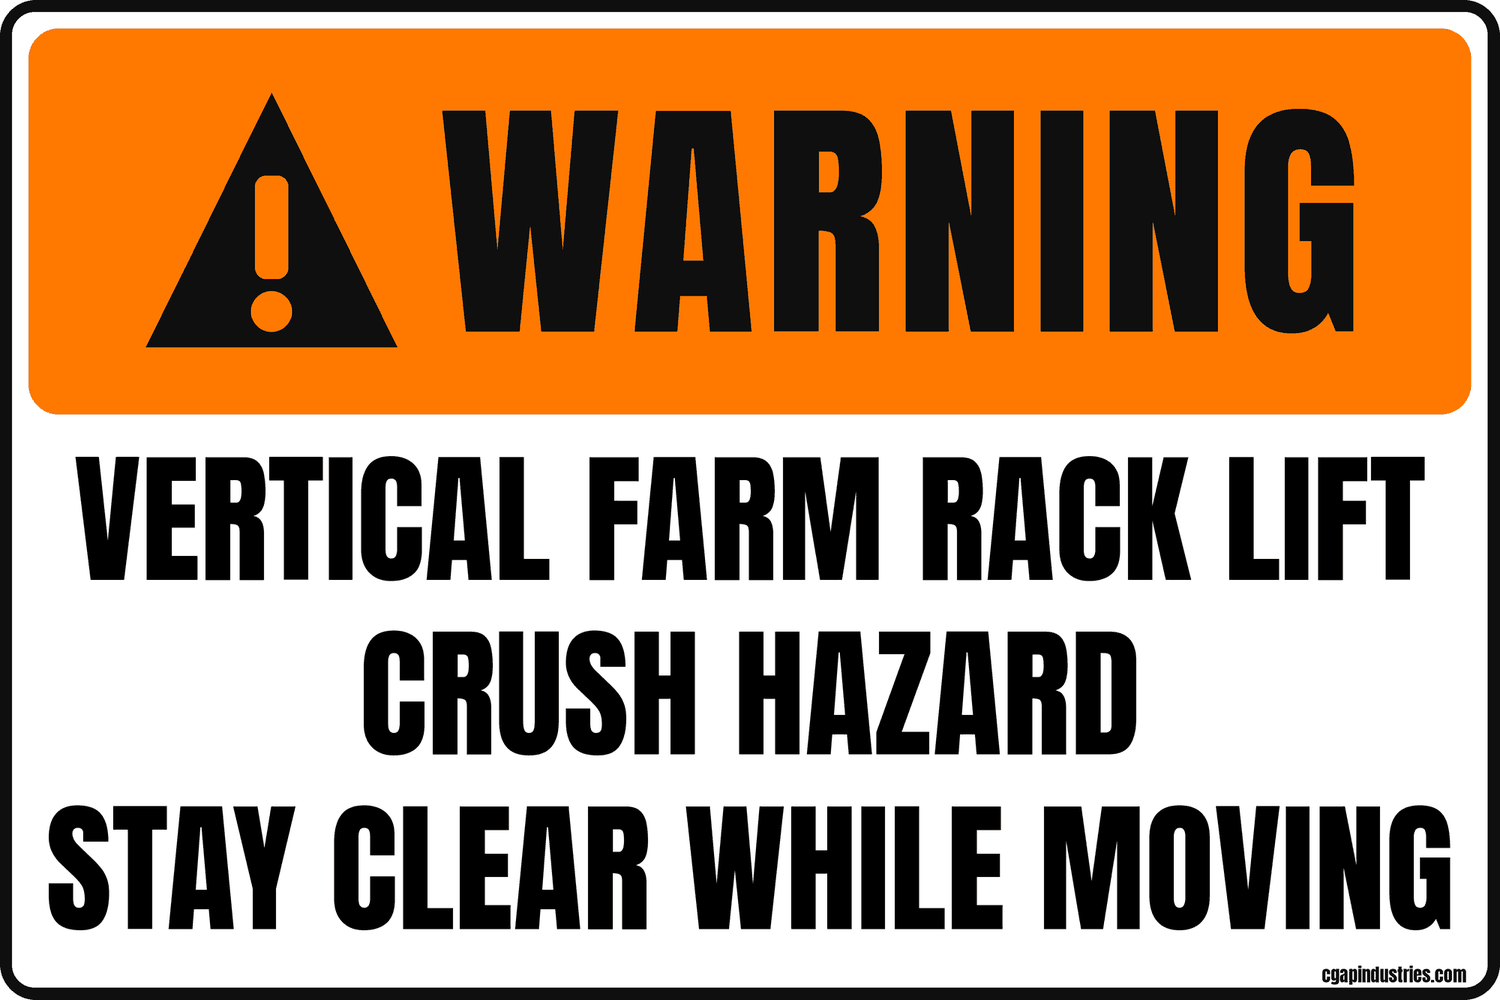 WARNING
VERTICAL FARM RACK LIFT
CRUSH HAZARD
STAY CLEAR WHILE MOVING
cgapindustries.com